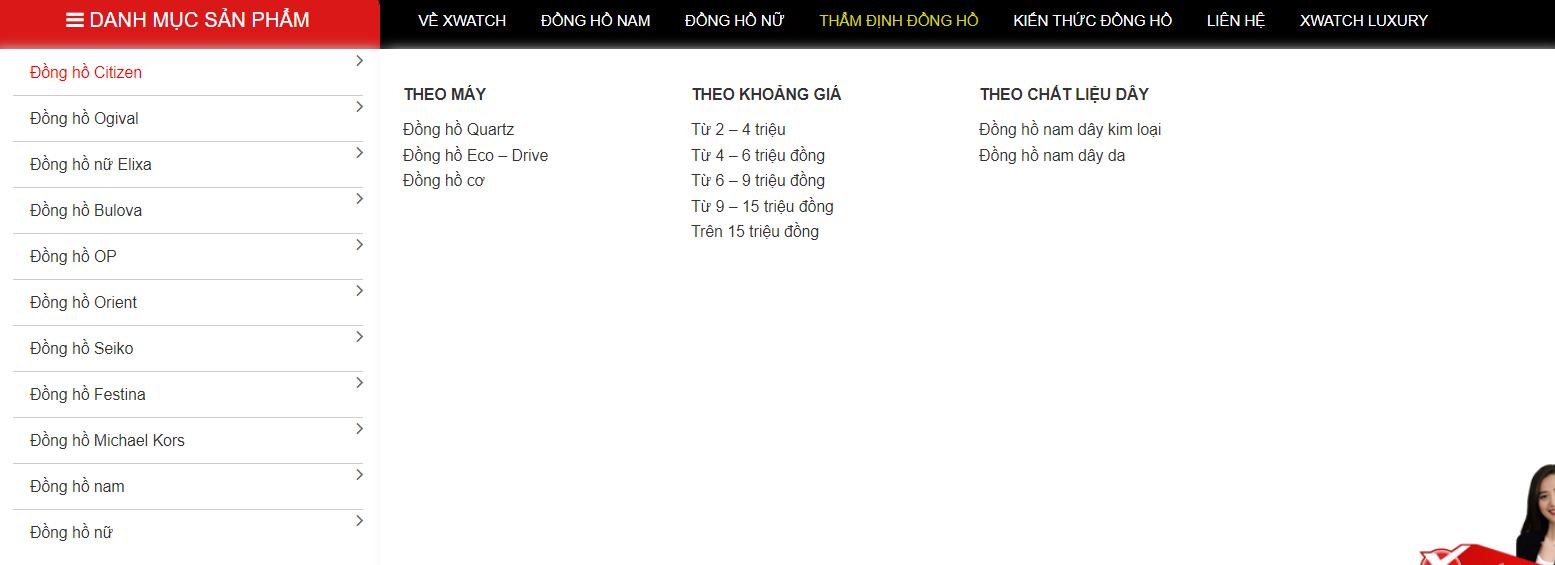 DANH MỤC SẢN PHẨM
VỀ XWATCH ĐỒNG HỒ NAM ĐỒNG HỒ NỮ THẨM ĐỊNH ĐỒNG HỒ KIẾN THỨC ĐỒNG HỒ LIÊN HỆ XWATCH LUXURY
Đồng hồ Citizen
Đồng hồ Ogival
Đồng hồ nữ Elixa
Đồng hồ Bulova
Đồng hồ OP
Đồng hồ Orient
Đồng hồ Seiko
Đồng hồ Festina
Đồng hồ Michael Kors
Đồng hồ nam
Đồng hồ nữ
THEO MÁY
Đồng hồ Quartz
Đồng hồ Eco – Drive
Đồng hồ cơ
THEO KHOẢNG GIÁ
Từ 2 – 4 triệu
Từ 4 – 6 triệu đồng
Từ 6 – 9 triệu đồng
Từ 9 – 15 triệu đồng
Trên 15 triệu đồng
THEO CHẤT LIỆU DÂY
Đồng hồ nam dây kim loại
Đồng hồ nam dây da